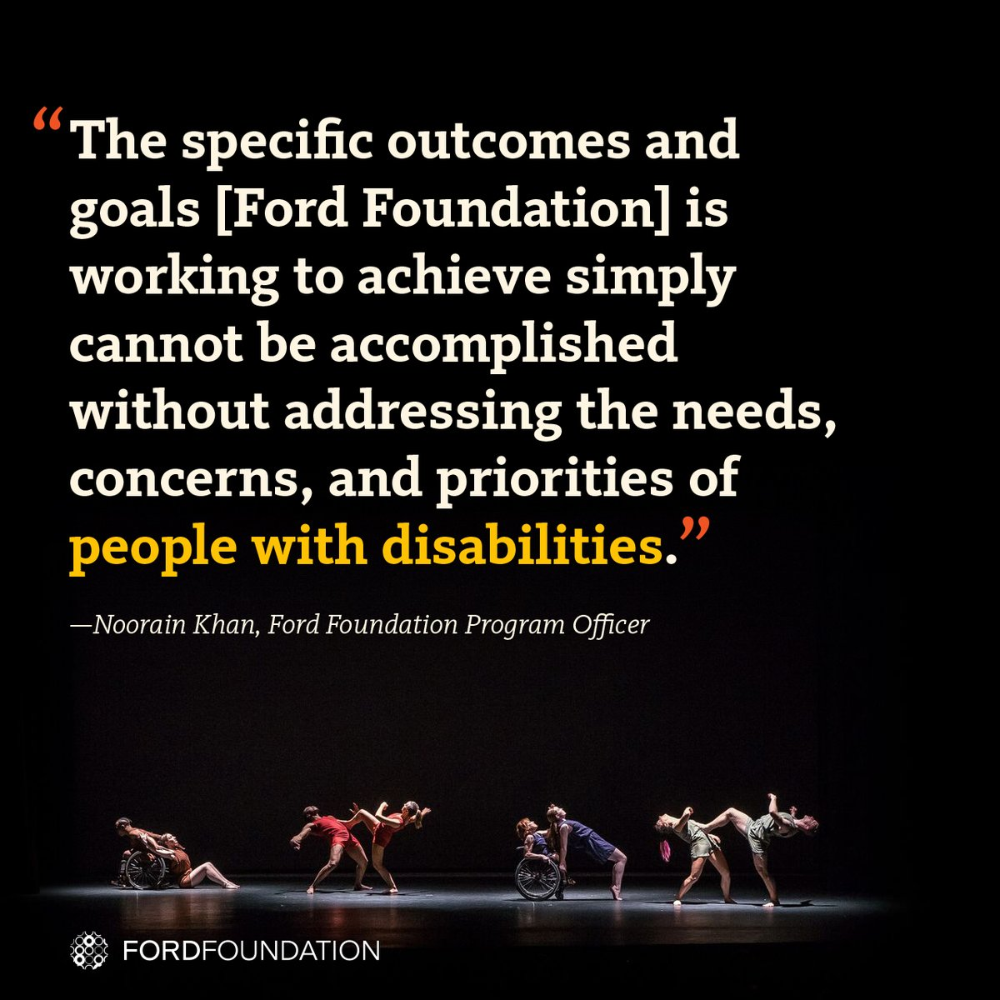 “The specific outcomes and
goals [Ford Foundation] is
working to achieve simply
cannot be accomplished
without addressing the needs,
concerns, and priorities of
people with disabilities.”
—Noorain Khan, Ford Foundation Program Officer
FORDFOUNDATION